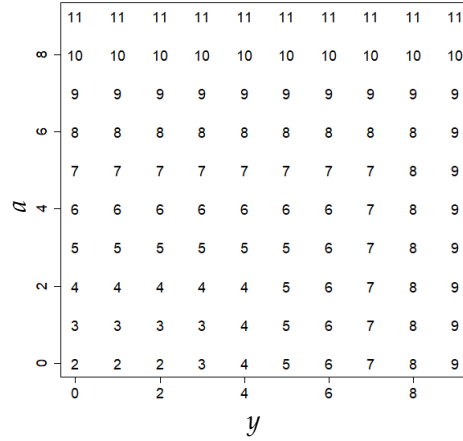 11 11 11 11 11 11 11 11 11 11
8 10 10 10 10 10 10 10 10 10 10
9 9 9 9 9 9 9 9 9 9
6 8 8 8 8 8 8 8 8 8 9
7 7 7 7 7 7 7 7 8 9
a
4 6 6 6 6 6 6 6 7 8 9
5 5 5 5 5 5 6 7 8 9
2 4 4 4 4 4 5 6 7 8 9
3 3 3 3 4 5 6 7 8 9
0 2 2 2 3 4 5 6 7 8 9
0 2 4 6 8
y